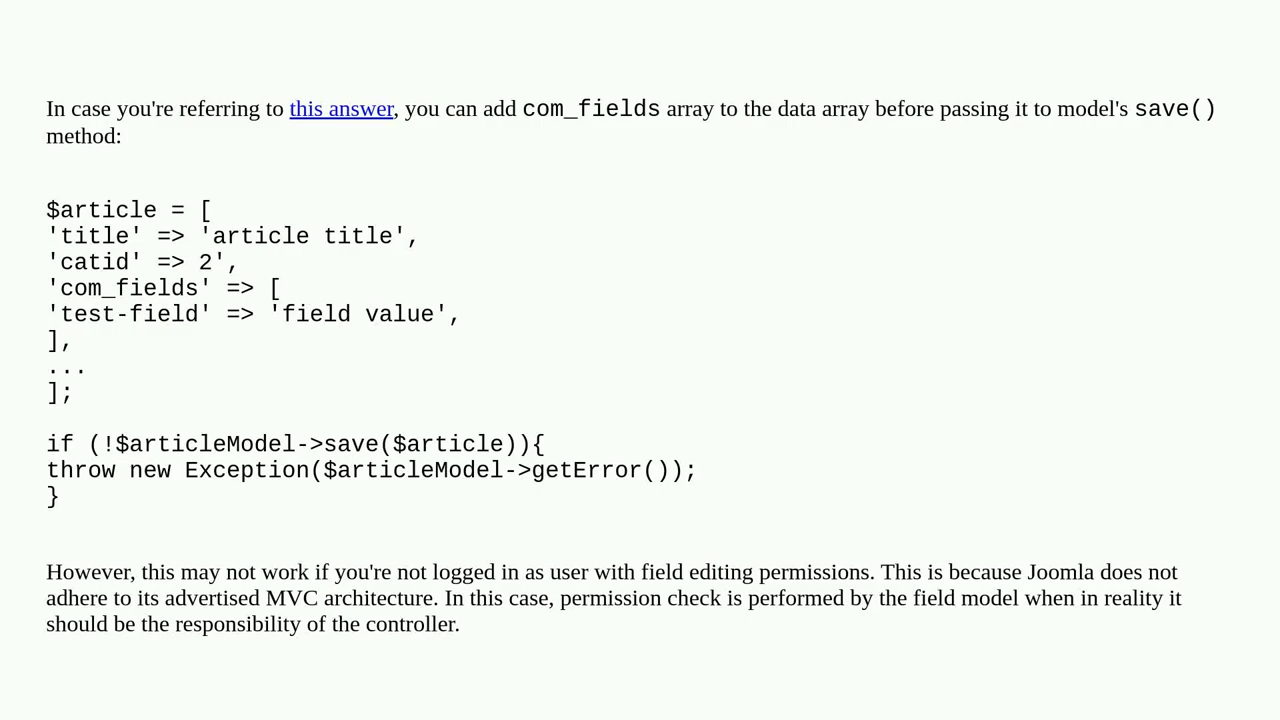 In case you're referring to this answer, you can add com_fields array to the data array before passing it to model's save()
method:
$article = [
'title' => 'article title',
'catid' => 2',
'com_fields' => [
'test-field' => 'field value',
],
...
];
if (!$articleModel->save($article)){
throw new Exception($articleModel->getError());
}
However, this may not work if you're not logged in as user with field editing permissions. This is because Joomla does not
adhere to its advertised MVC architecture. In this case, permission check is performed by the field model when in reality it
should be the responsibility of the controller.